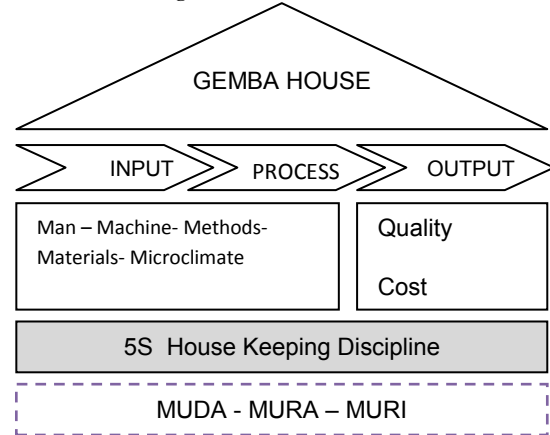 GEMBA HOUSE
INPUT
PROCESS
OUTPUT
Man – Machine- Methods-
Materials- Microclimate
Quality
Cost
5S House Keeping Discipline
MUDA - MURA – MURI